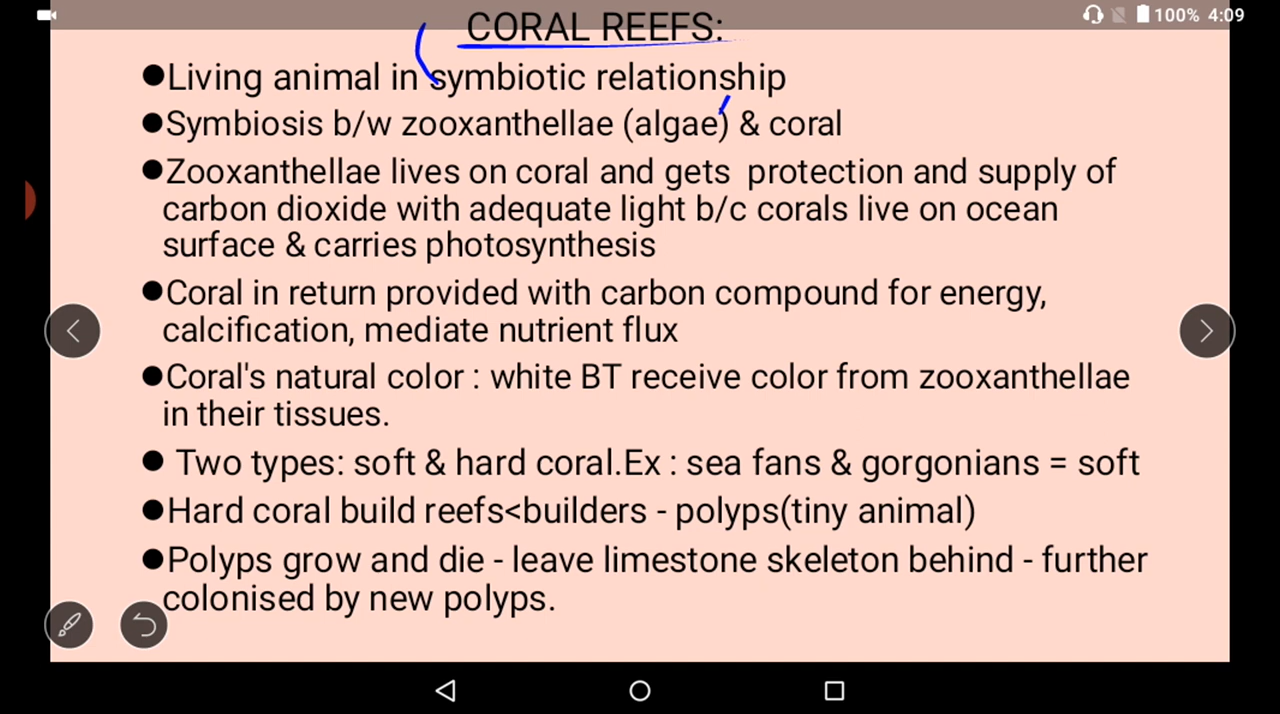 100% 4:09
CORAL REEFS:
●Living animal in symbiotic relationship
●Symbiosis b/w zooxanthellae (algae) & coral
●Zooxanthellae lives on coral and gets  protection and supply of
carbon dioxide with adequate light b/c corals live on ocean
surface & carries photosynthesis
●Coral in return provided with carbon compound for energy,
calcification, mediate nutrient flux
●Coral's natural color : white BT receive color from zooxanthellae
in their tissues.
● Two types: soft & hard coral.Ex : sea fans & gorgonians = soft
●Hard coral build reefs<builders - polyps(tiny animal)
●Polyps grow and die - leave limestone skeleton behind - further
colonised by new polyps.